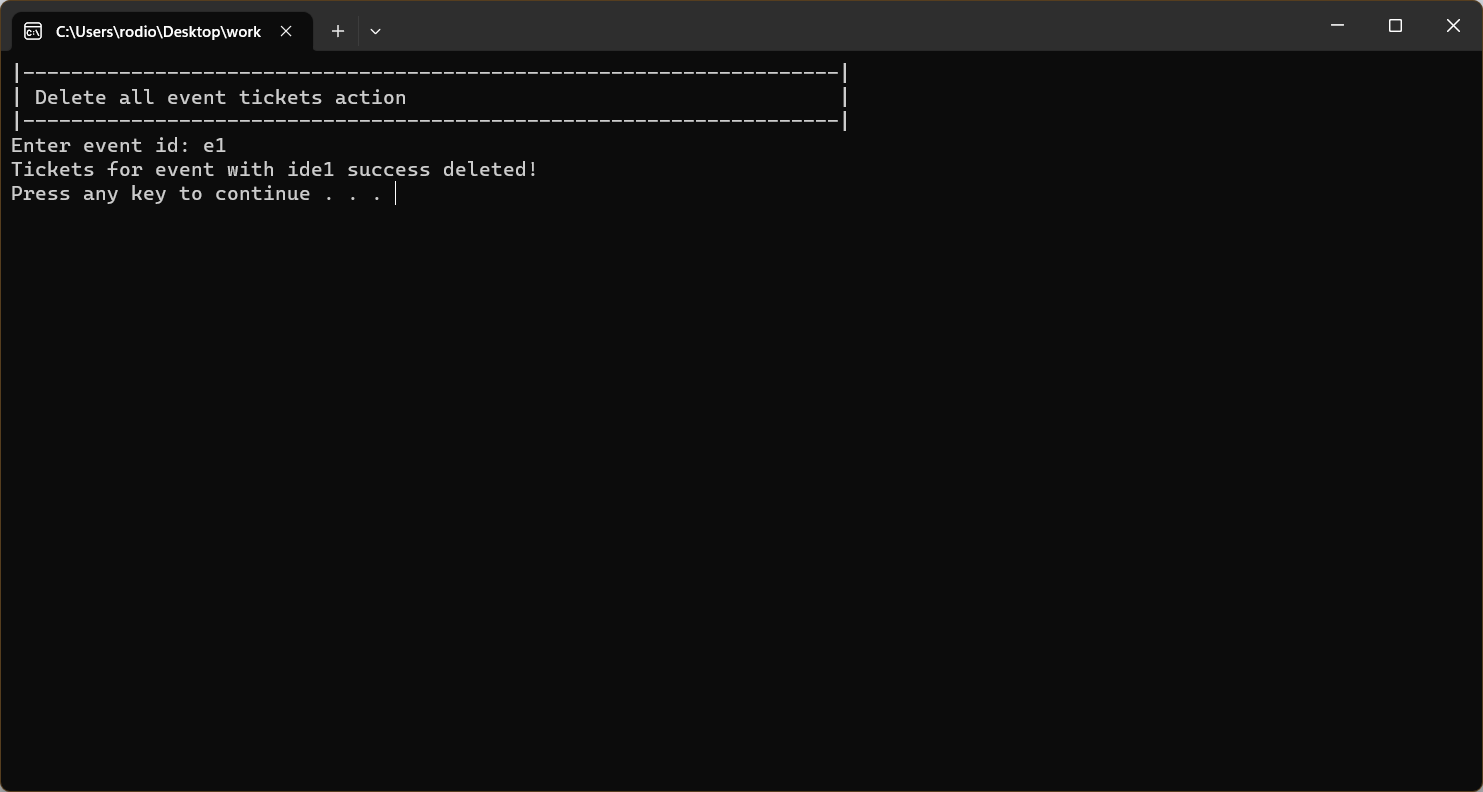 C:\Users\rodio\Desktop\work
|--------------------------------------------------------------------|
| Delete all event tickets action                                    |
|--------------------------------------------------------------------|
Enter event id: e1
Tickets for event with ide1 success deleted!
Press any key to continue . . .